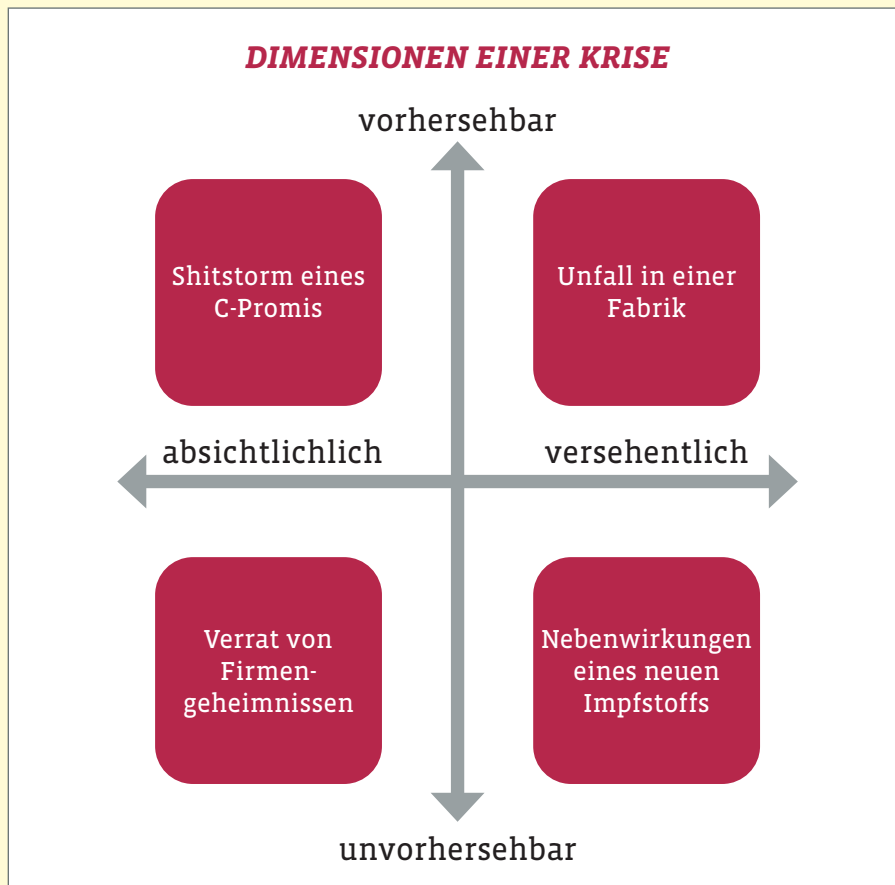 DIMENSIONEN EINER KRISE
vorhersehbar
Shitstorm eines
C-Promis
Unfall in einer
Fabrik
absichtlichlich
versehentlich
Verrat von
Firmen-
geheimnissen
Nebenwirkungen
eines neuen
Impfstoffs
unvorhersehbar